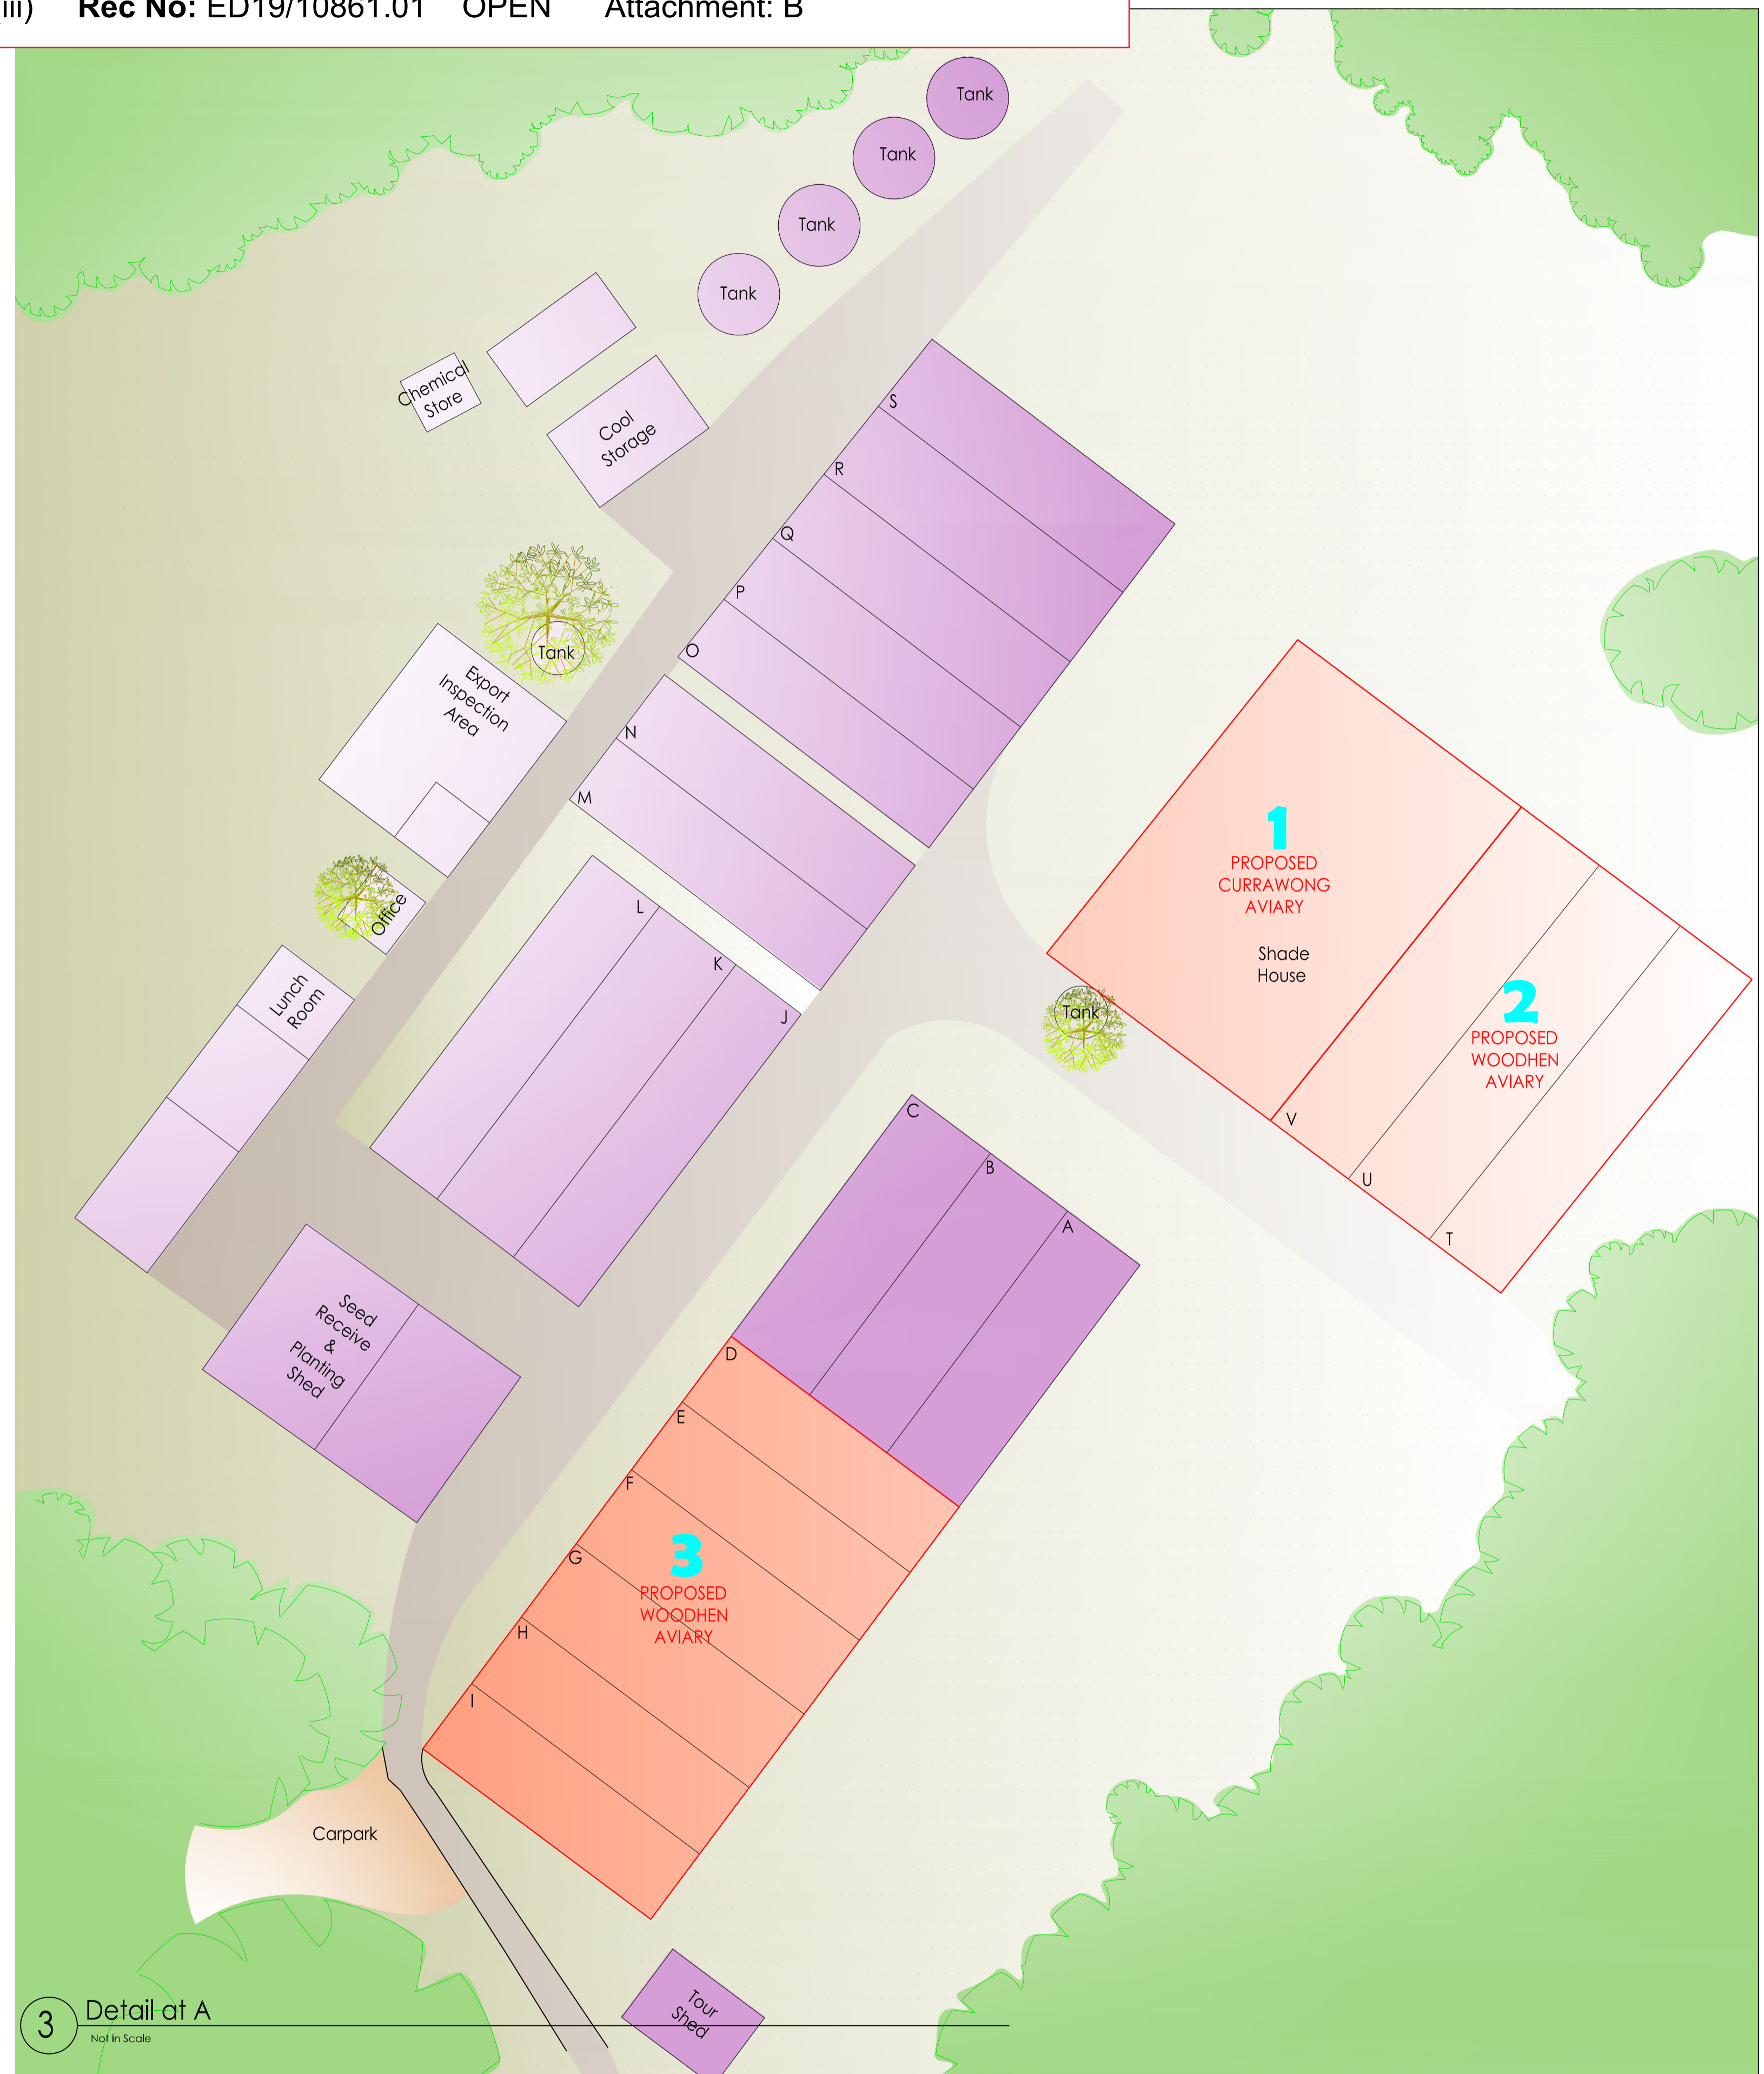 iii) Rec No: ED19/10861.01 OPEN Attachment: B
Tank
Tank
Tank
Tank
Chemical
Store
Cool
Storage
S
R
Q
P
O
Tank
Export
Inspection
Area
N
M
Office
L
K
J
Lunch
Room
1
PROPOSED
CURRAWONG
AVIARY
Shade
House
2
PROPOSED
WOODHEN
AVIARY
Tank
V
U
T
C
B
A
Seed
Receive
&
Planting
Shed
D
E
F
G
H
I
3
PROPOSED
WOODHEN
AVIARY
Carpark
Tour
Shed
3
Detail at A
Not in Scale